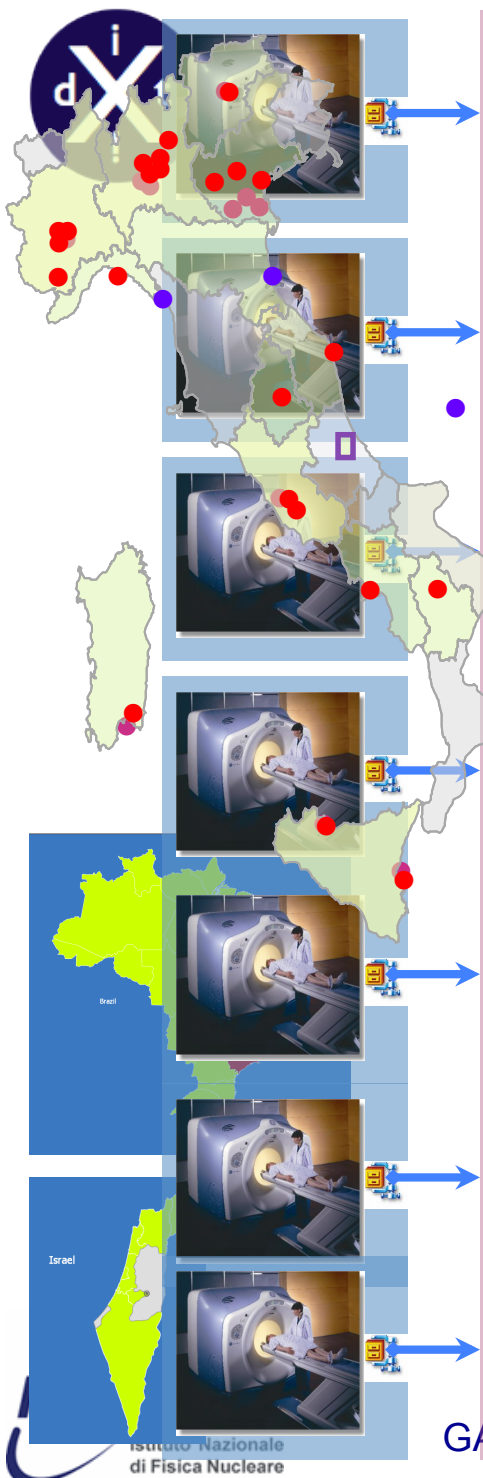 i
d X t
Brazil
Israel
Istituto Nazionale
di Fisica Nucleare
GA